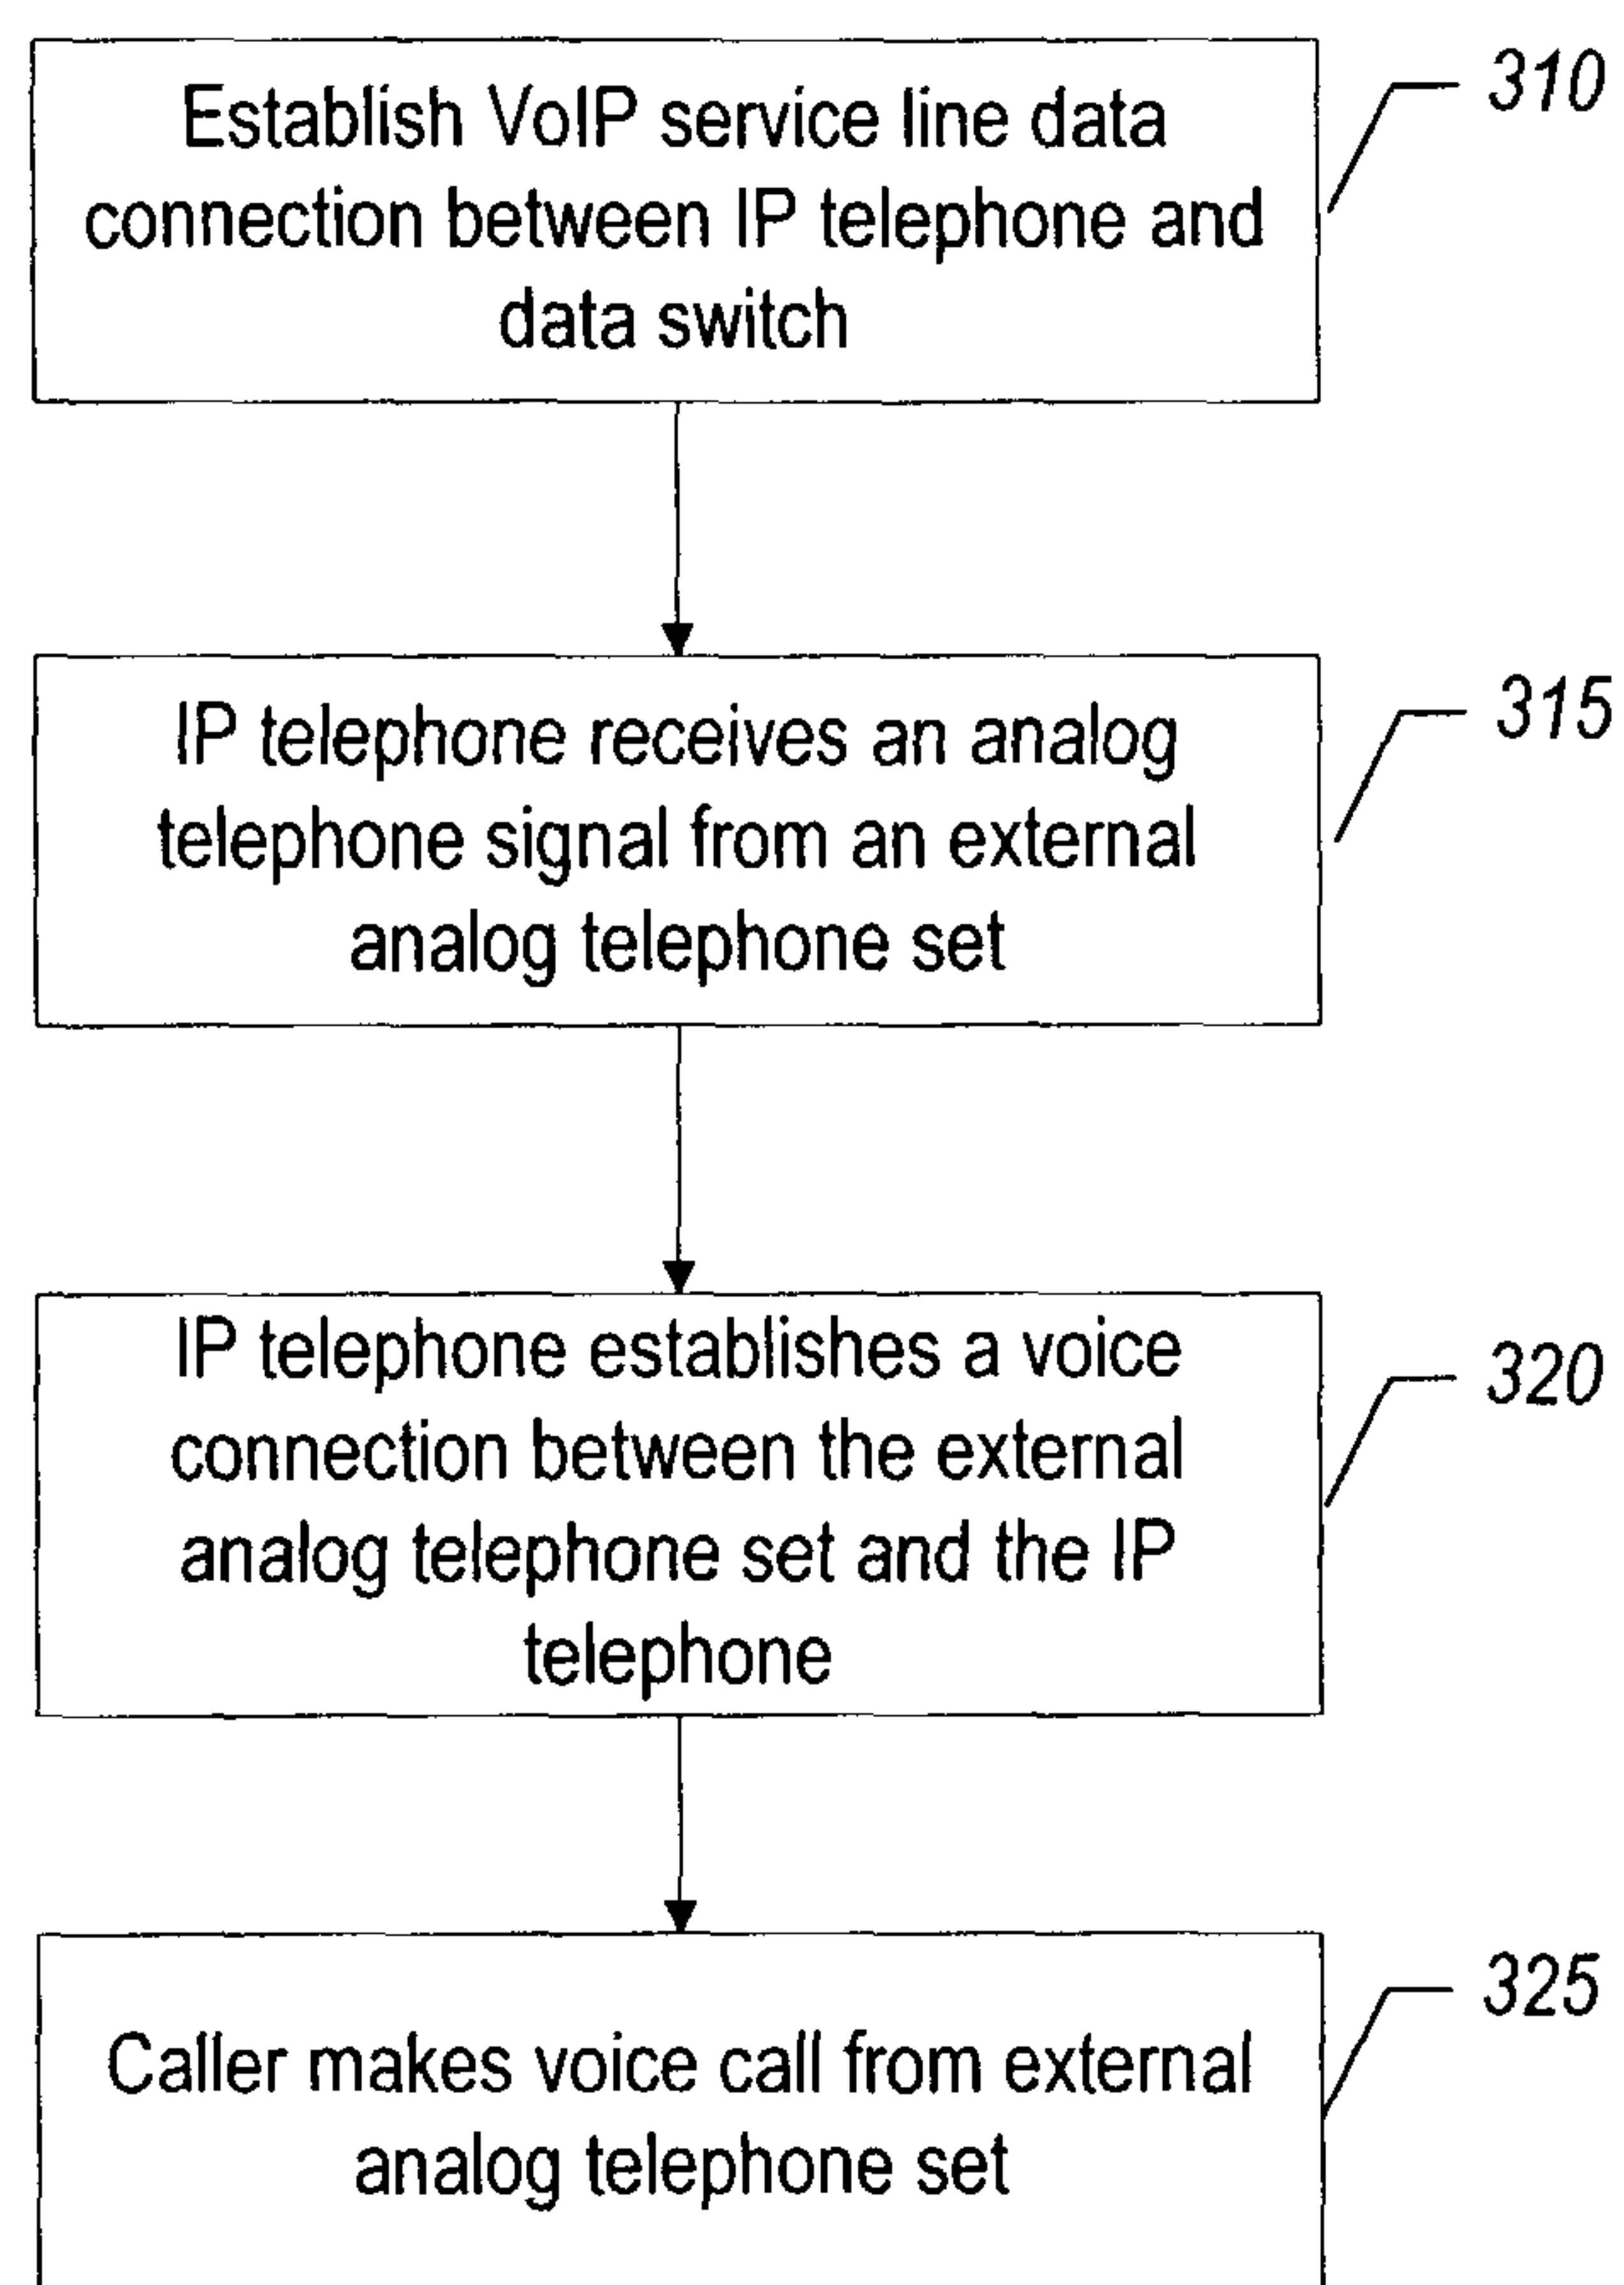 Establish VoIP service line data
connection between IP telephone and
data switch
310
IP telephone receives an analog
telephone signal from an external
analog telephone set
315
IP telephone establishes a voice
connection between the external
analog telephone set and the IP
telephone
320
Caller makes voice call from external
analog telephone set
325